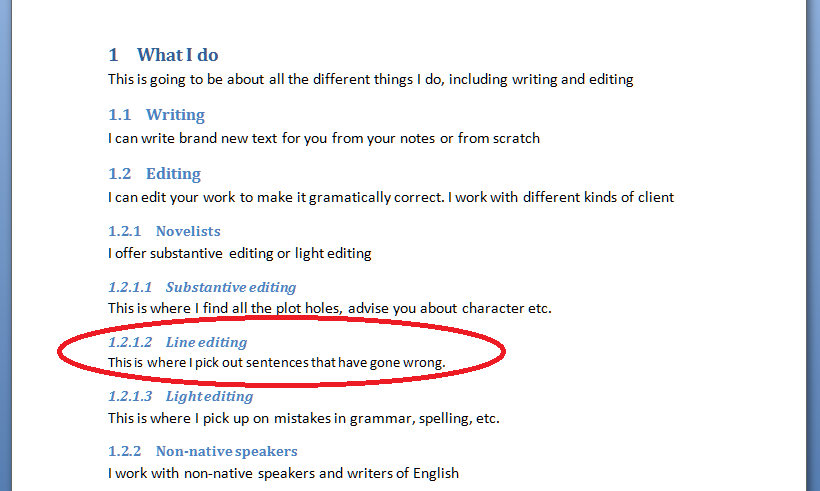 1 What I do
This is going to be about all the different things I do, including writing and editing
1.1 Writing
I can write brand new text for you from your notes or from scratch
1.2 Editing
I can edit your work to make it gramatically correct. I work with different kinds of client
1.2.1 Novelists
I offer substantive editing or light editing
1.2.1.1 Substantive editing
This is where I find all the plot holes, advise you about character etc.
1.2.1.2 Line editing
This is where I pick out sentences that have gone wrong.
1.2.1.3 Light editing
This is where I pick up on mistakes in grammar, spelling, etc.
1.2.2 Non-native speakers
I work with non-native speakers and writers of English